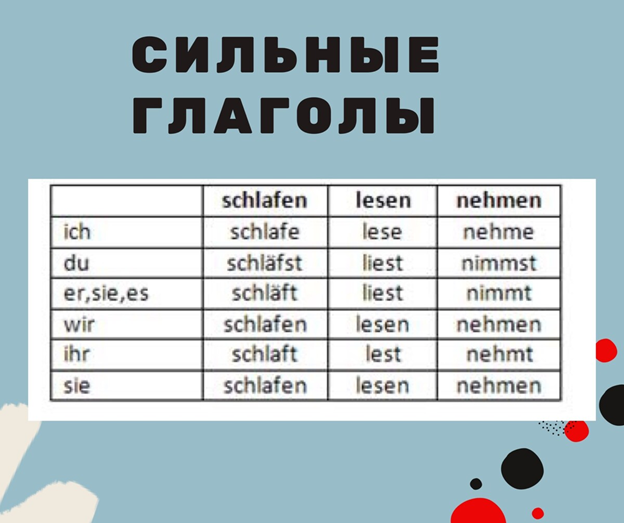 СИЛЬНЫЕ
ГЛАГОЛЫ
schlafen lesen nehmen
ich schlafe lese nehme
du schläfst liest nimmst
er,sie,es schläft liest nimmt
wir schlafen lesen nehmen
ihr schlaft lest nehmt
sie schlafen lesen nehmen